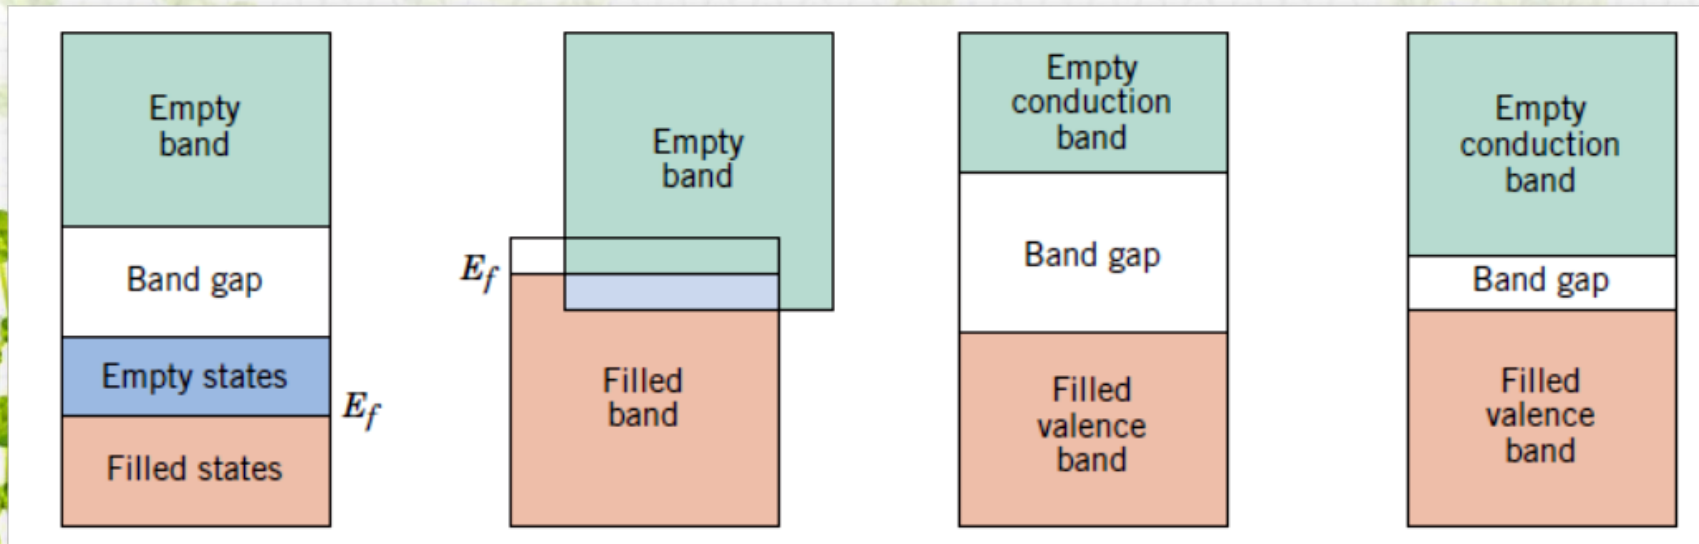 Empty
band
Band gap
Empty states
Filled states
E_f
Empty
band
E_f
Filled
band
Empty
conduction
band
Band gap
Filled
valence
band
Empty
conduction
band
Band gap
Filled
valence
band